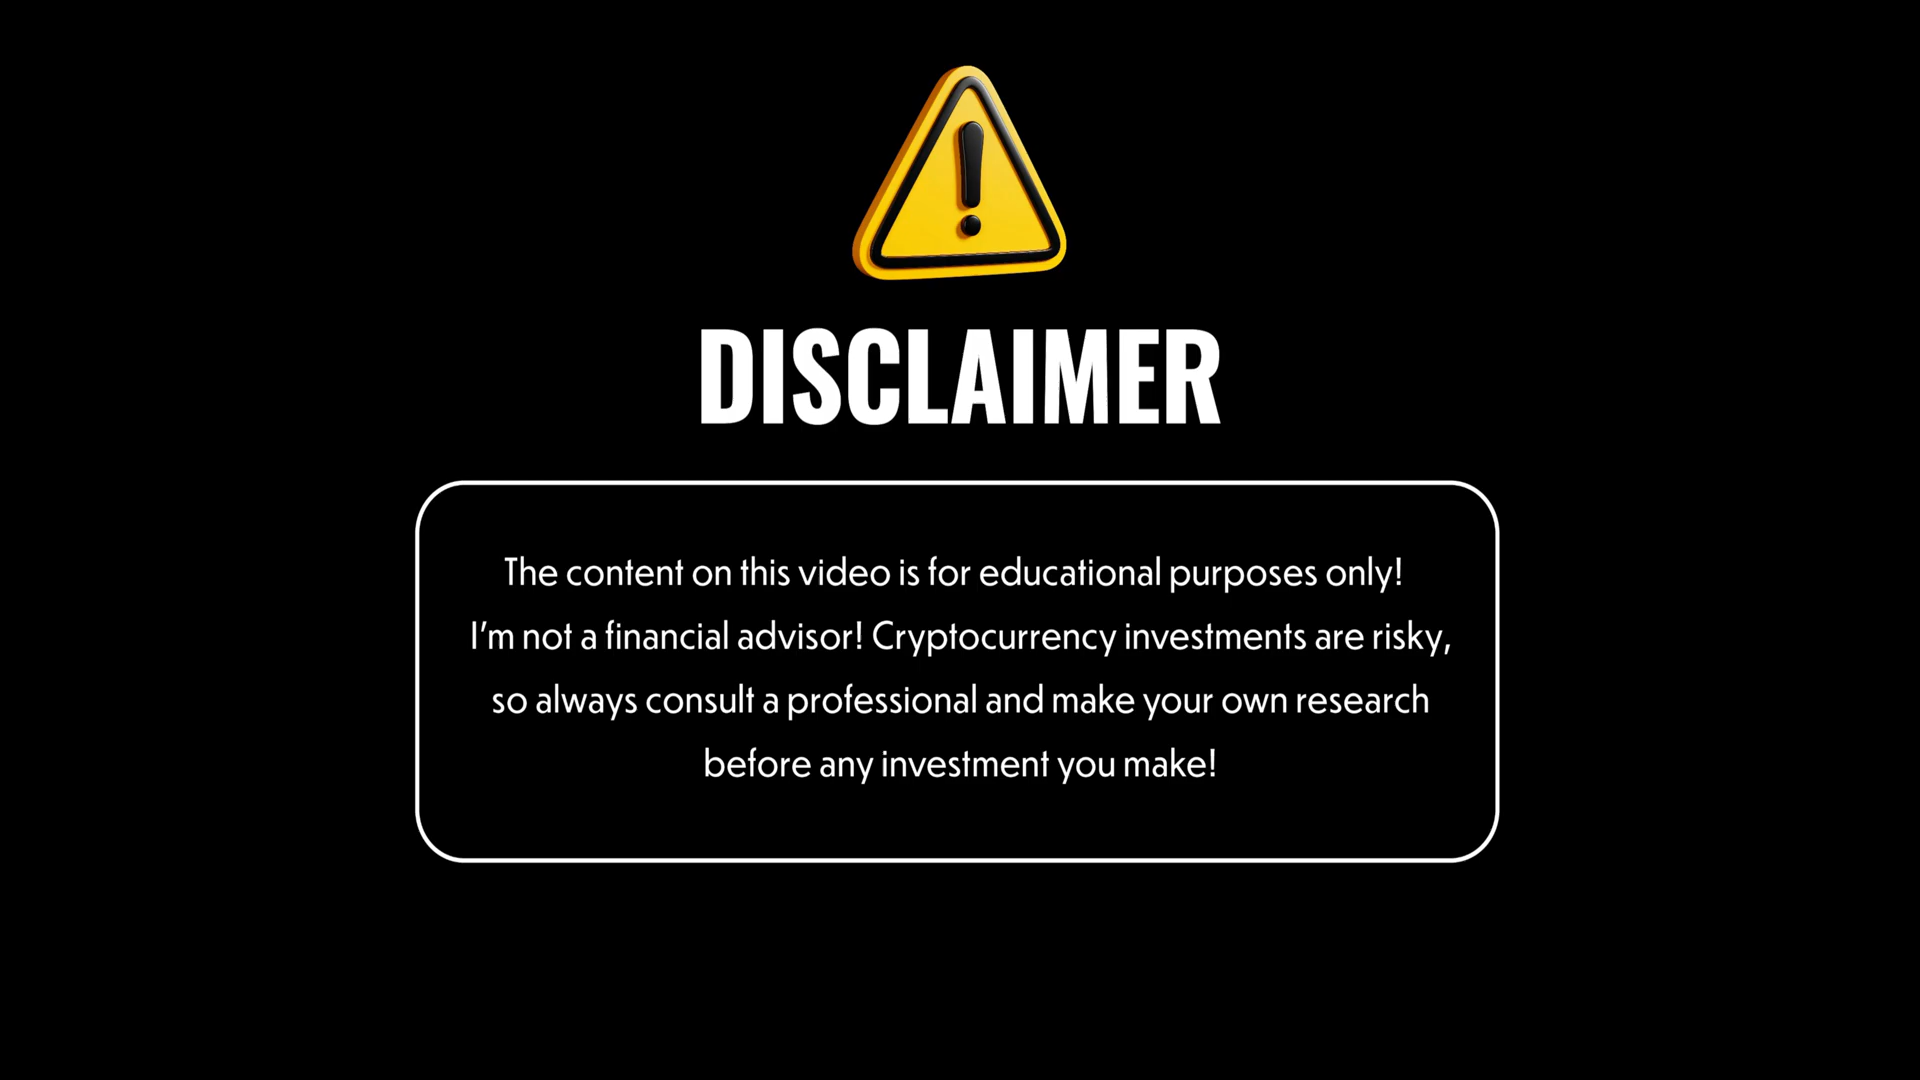 DISCLAIMER
The content on this video is for educational purposes only!
I'm not a financial advisor! Cryptocurrency investments are risky,
so always consult a professional and make your own research
before any investment you make!